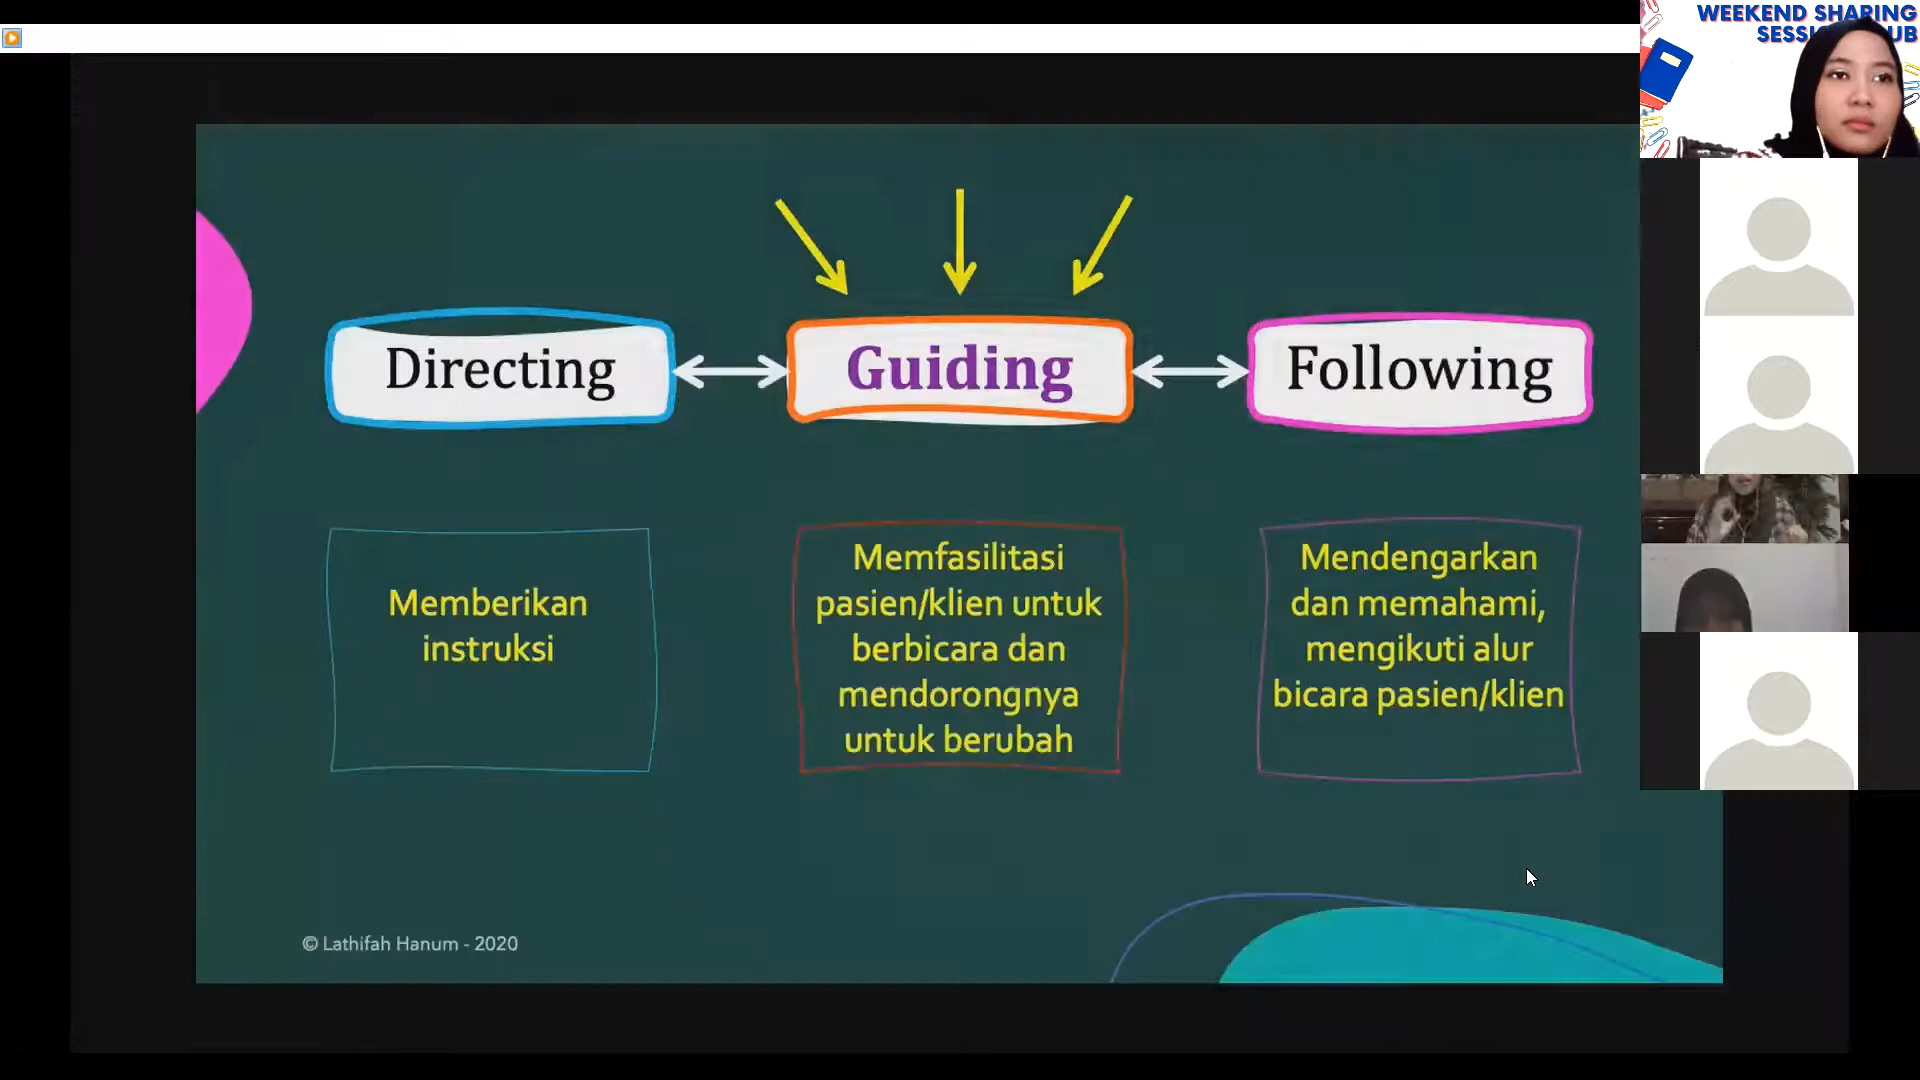 WEEKEND SHARING
Directing
Guiding
Following
Memberikan
instruksi
Memfasilitasi
pasien/klien untuk
berbicara dan
mendorongnya
untuk berubah
Mendengarkan
dan memahami,
mengikuti alur
bicara pasien/klien
© Lathifah Hanum - 2020